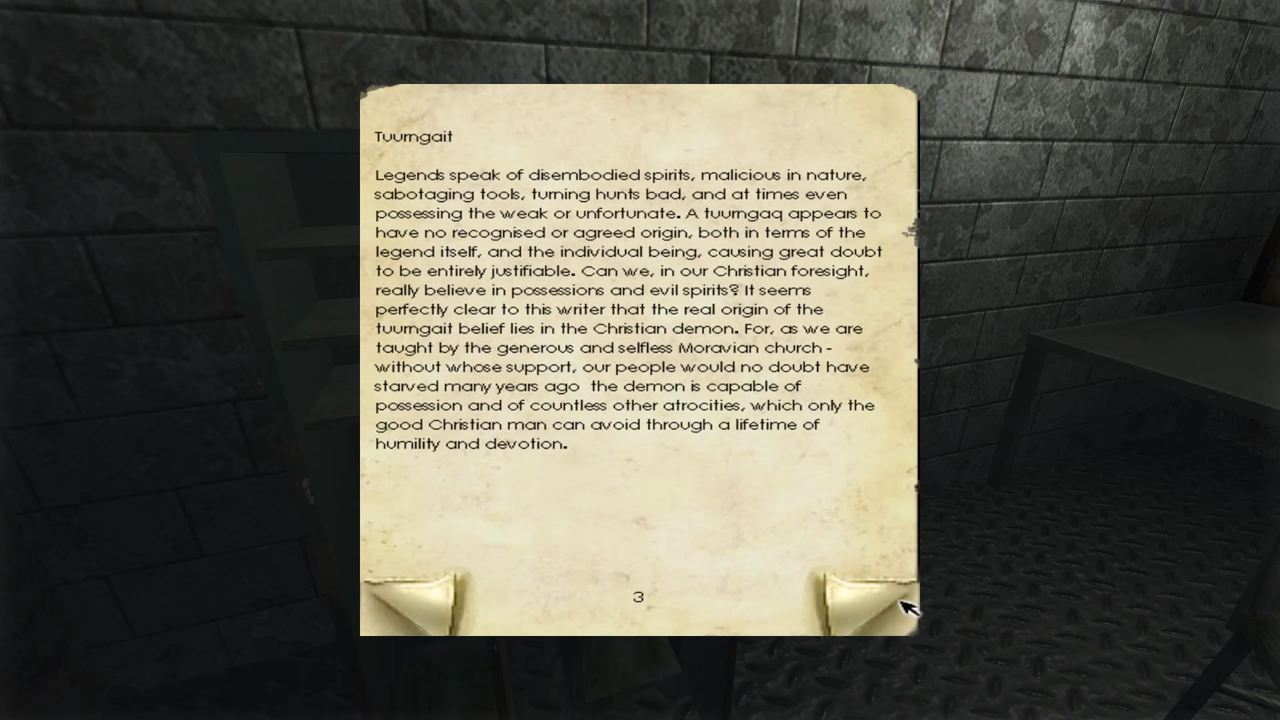 Tuurngait
Legends speak of disembodied spirits, malicious in nature,
sabotaging tools, turning hunts bad, and at times even
possessing the weak or unfortunate. A tuurngaq appears to
have no recognised or agreed origin, both in terms of the
legend itself, and the individual being, causing great doubt
to be entirely justifiable. Can we, in our Christian foresight,
really believe in possessions and evil spirits? It seems
perfectly clear to this writer that the real origin of the
tuurngait belief lies in the Christian demon. For, as we are
taught by the generous and selfless Moravian church -
without whose support, our people would no doubt have
starved many years ago  the demon is capable of
possession and of countless other atrocities, which only the
good Christian man can avoid through a lifetime of
humility and devotion.
3